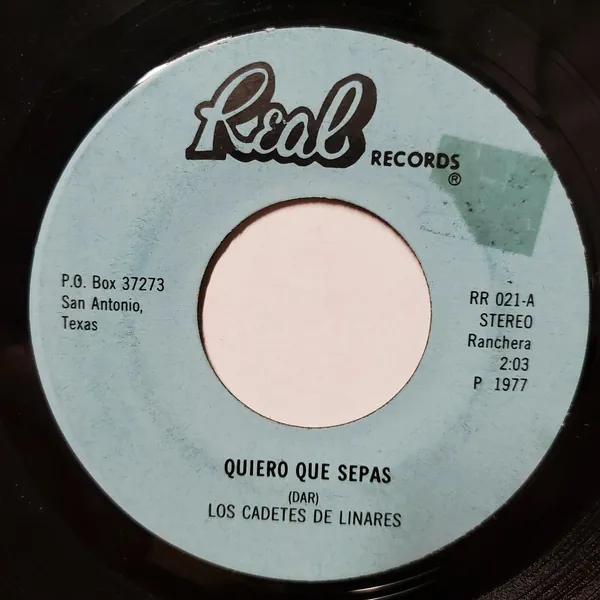 Real
RECORDS
®
P.O. Box 37273
San Antonio,
Texas
RR 021-A
STEREO
Ranchera
2:03
P 1977
QUIERO QUE SEPAS
(DAR)
LOS CADETES DE LINARES